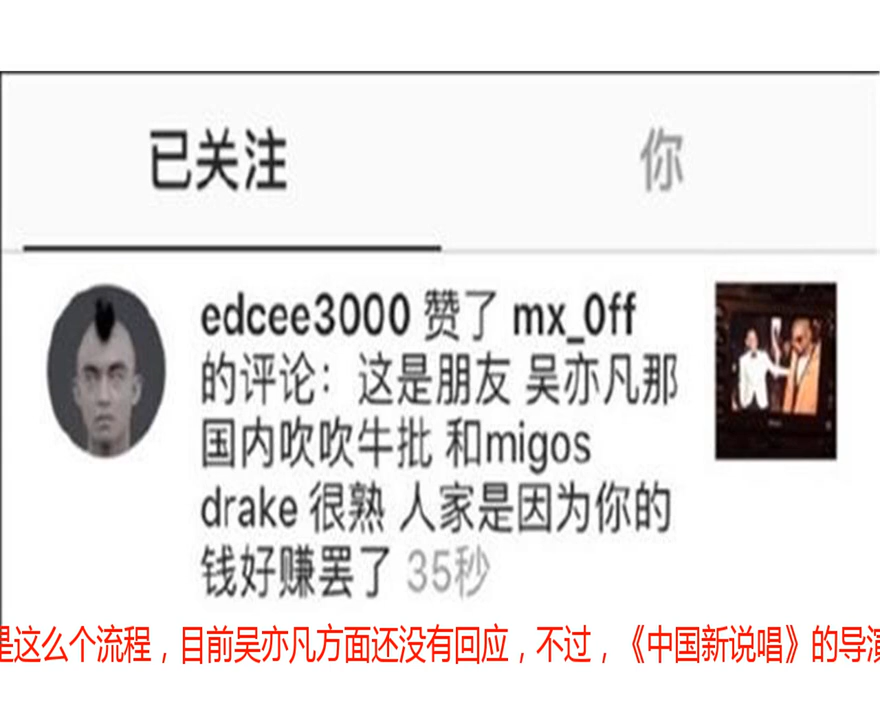 已关注
你
edcee3000 赞了 mx_0ff
的评论：这是朋友 吴亦凡那
国内吹吹牛批 和migos
drake 很熟 人家是因为你的
钱好赚罢了 35秒
是这么个流程，目前吴亦凡方面还没有回应，不过，《中国新说唱》的导演